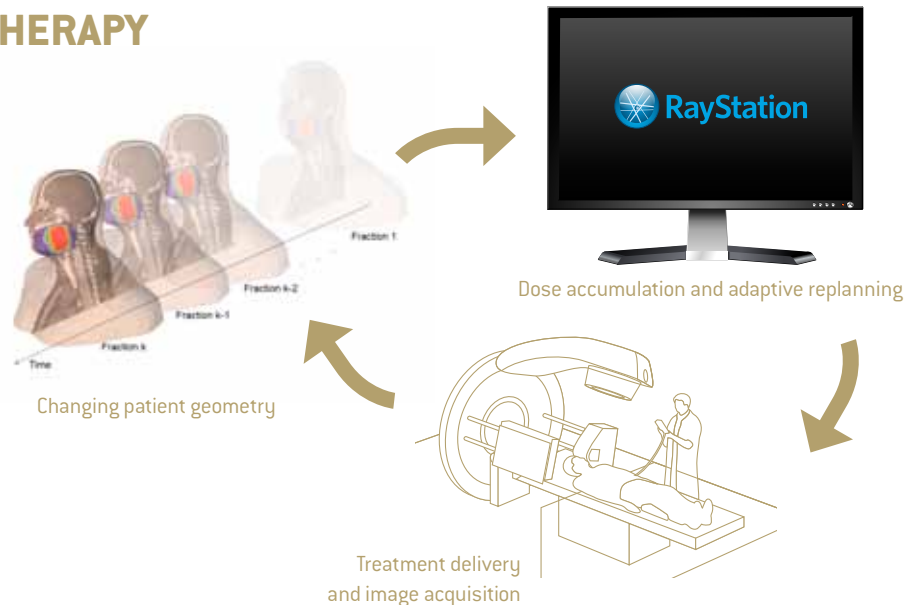 HERAPY
RayStation
Fraction 1
Fraction k-2
Fraction k-1
Fraction k
Time
Dose accumulation and adaptive replanning
Changing patient geometry
Treatment delivery
and image acquisition